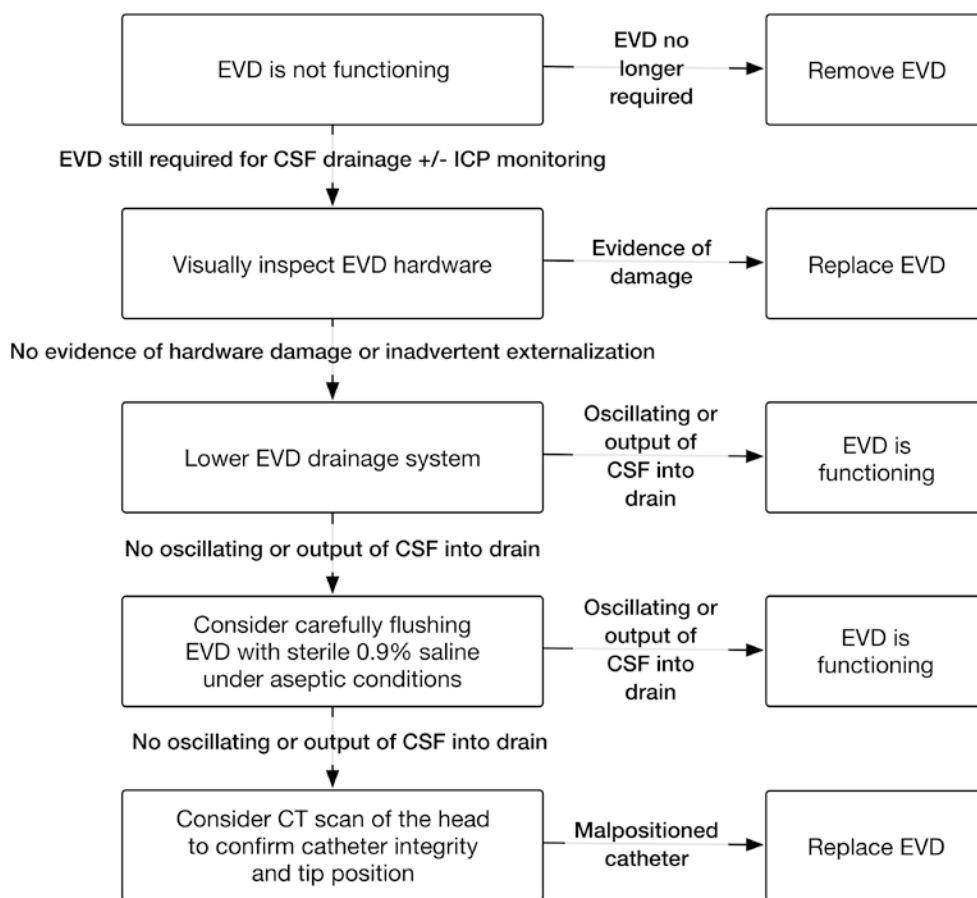 EVD is not functioning
EVD no
longer
required
Remove EVD
EVD still required for CSF drainage +/- ICP monitoring
Visually inspect EVD hardware
Evidence of
damage
Replace EVD
No evidence of hardware damage or inadvertent externalization
Lower EVD drainage system
Oscillating or
output of
CSF into
drain
EVD is
functioning
No oscillating or output of CSF into drain
Consider carefully flushing
EVD with sterile 0.9% saline
under aseptic conditions
Oscillating or
output of
CSF into
drain
EVD is
functioning
No oscillating or output of CSF into drain
Consider CT scan of the head
to confirm catheter integrity
and tip position
Malpositioned
catheter
Replace EVD